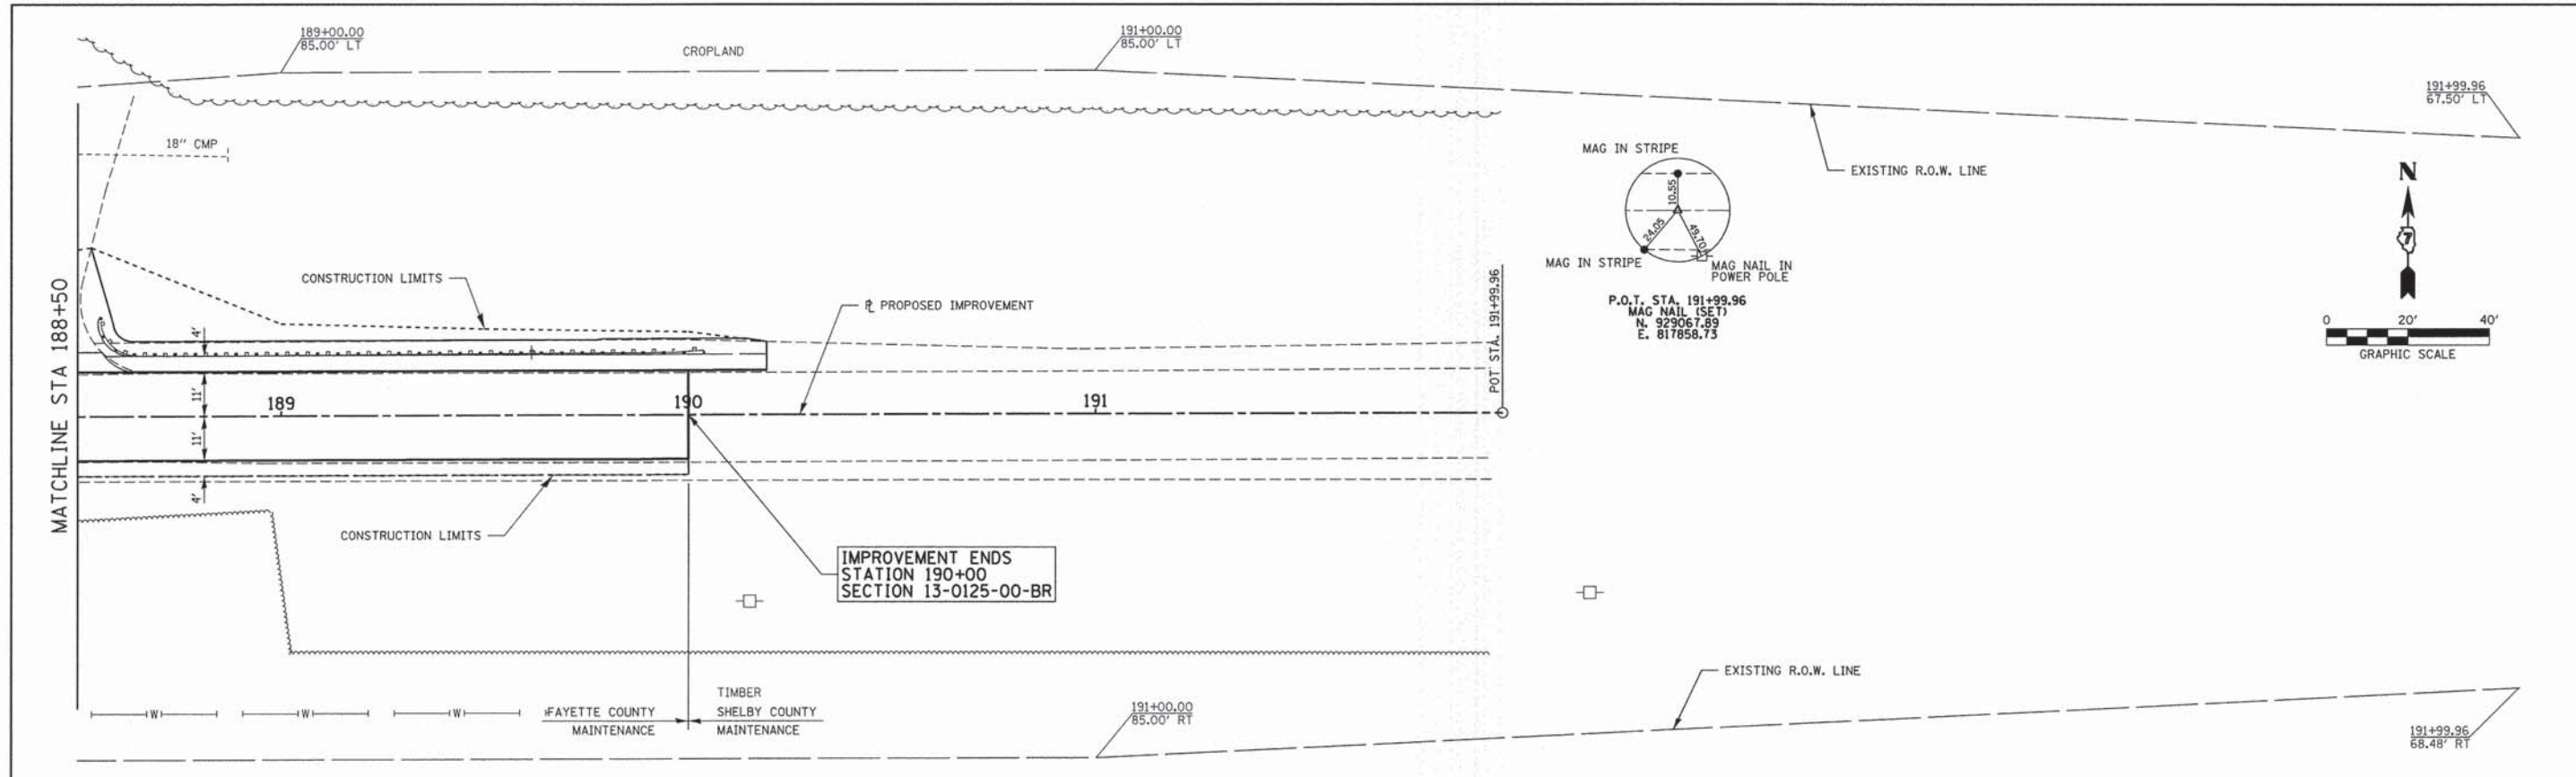 189+00.00
85.00' LT
CROPLAND
191+00.00
85.00' LT
191+99.96
67.50' LT
18" CMP
MAG IN STRIPE
EXISTING R.O.W. LINE
N
7
10.55
24.05
49.70
MAG IN STRIPE
MAG NAIL IN
POWER POLE
P.O.T. STA. 191+99.96
MAG NAIL (SET)
N. 929067.89
E. 817858.73
0 20' 40'
GRAPHIC SCALE
CONSTRUCTION LIMITS
PROPOSED IMPROVEMENT
POT STA. 191+99.96
MATCHLINE STA 188+50
4'
11'
189
190
191
11'
4'
CONSTRUCTION LIMITS
IMPROVEMENT ENDS
STATION 190+00
SECTION 13-0125-00-BR
EXISTING R.O.W. LINE
W W W
FAYETTE COUNTY
MAINTENANCE
TIMBER
SHELBY COUNTY
MAINTENANCE
191+00.00
85.00' RT
191+99.96
68.48' RT